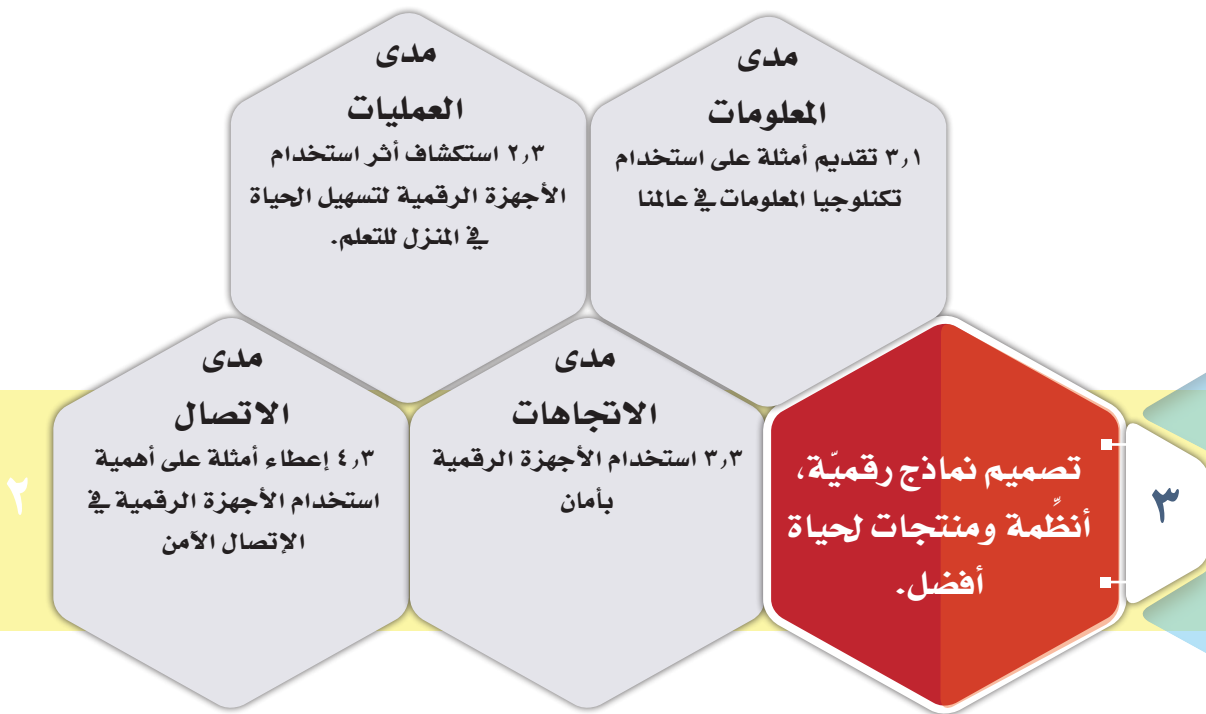 مدى
المعلومات
٣٫١ تقديم أمثلة على استخدام
تكنلوجيا المعلومات في عالمنا
مدى
العمليات
٢٫٣ استكشاف أثر استخدام
الأجهزة الرقمية لتسهيل الحياة
في المنزل للتعلم.
٣
تصميم نماذج رقميّة،
أنظِّمة ومنتجات لحياة
أفضل.
مدى
الاتجاهات
٣٫٣ استخدام الأجهزة الرقمية
بأمان
مدى
الاتصال
٤٫٣ إعطاء أمثلة على أهمية
استخدام الأجهزة الرقمية في
الإتصال الآمن
٢